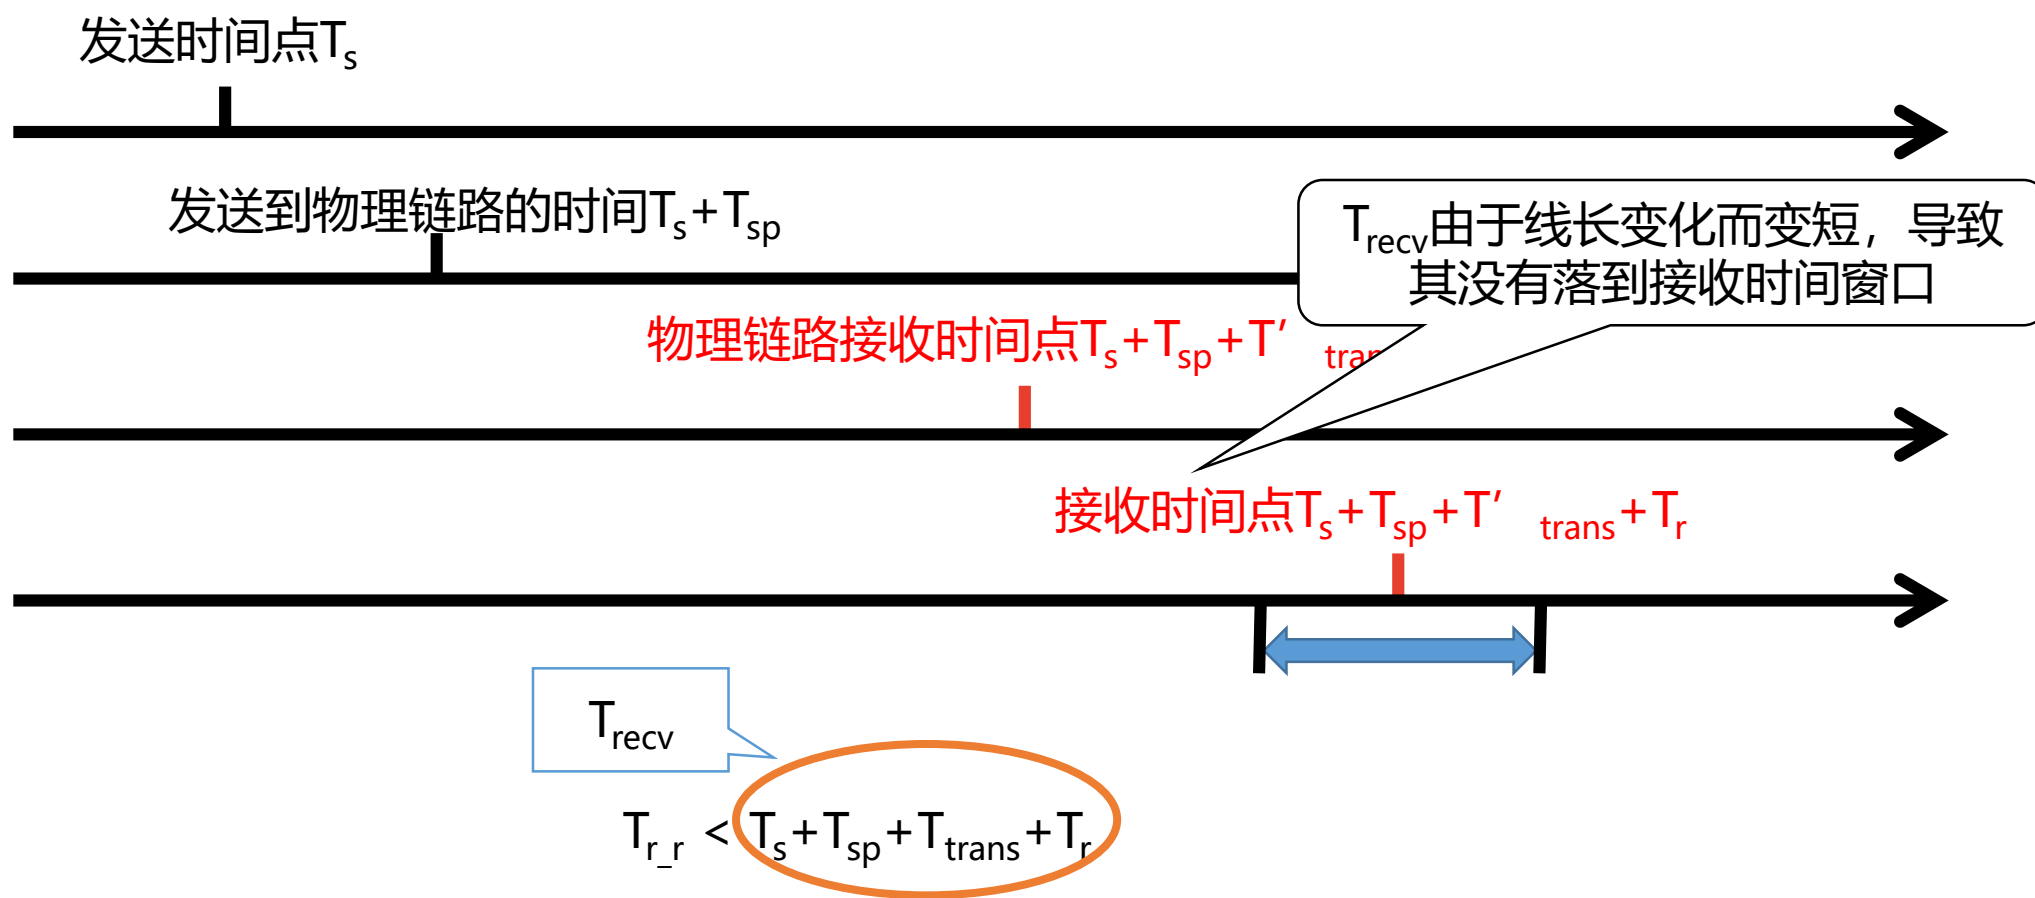 发送时间点Ts
发送到物理链路的时间Ts+Tsp
Trecv由于线长变化而变短，导致
其没有落到接收时间窗口
物理链路接收时间点Ts+Tsp+T′
接收时间点Ts+Tsp+T′ trans+Tr
Trecv
Tr_r < Ts+Tsp+Ttrans+Tr